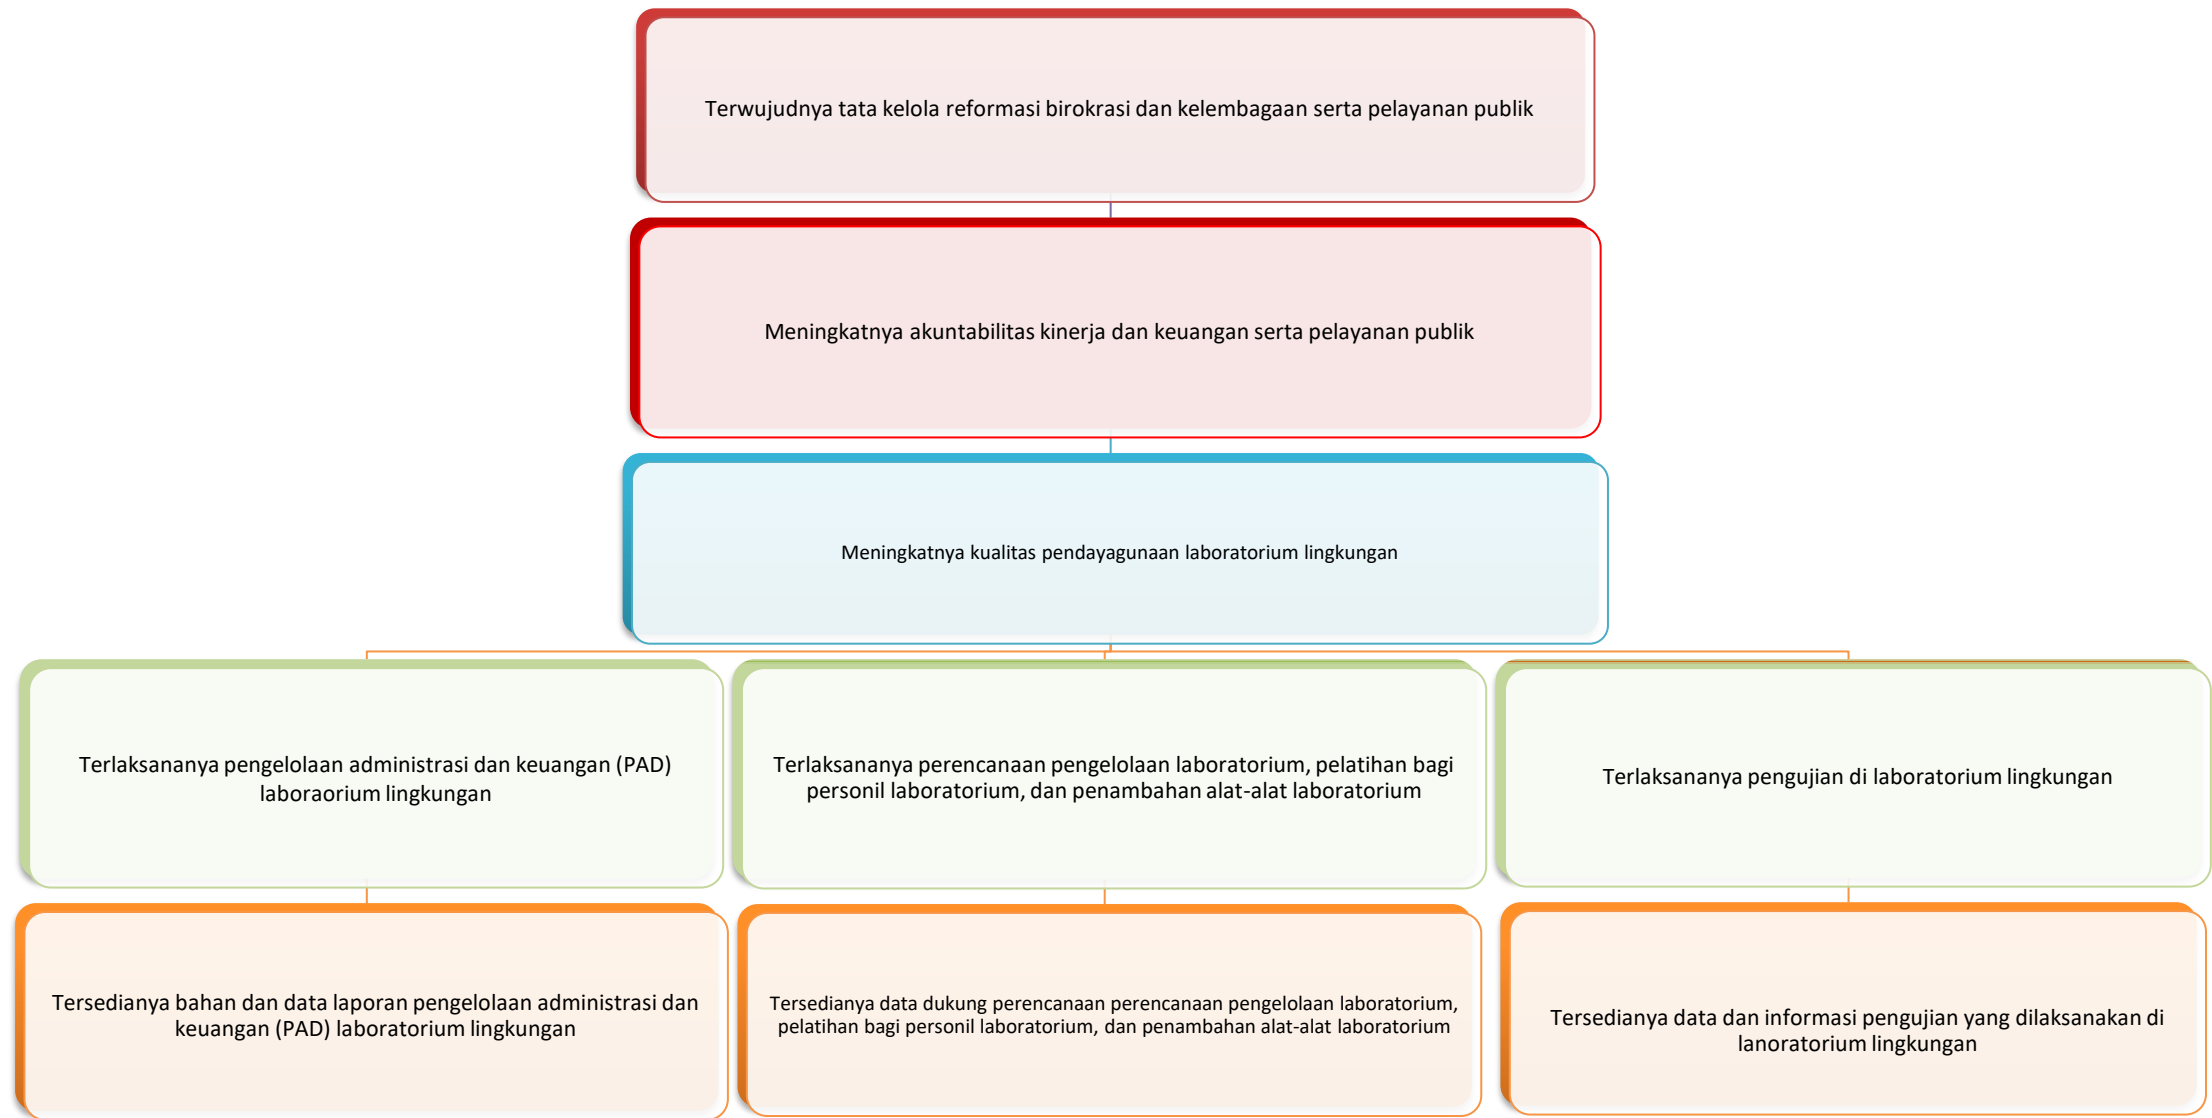 Terwujudnya tata kelola reformasi birokrasi dan kelembagaan serta pelayanan publik
Meningkatnya akuntabilitas kinerja dan keuangan serta pelayanan publik
Meningkatnya kualitas pendayagunaan laboratorium lingkungan
Terlaksananya pengelolaan administrasi dan keuangan (PAD)
laboraorium lingkungan
Terlaksananya perencanaan pengelolaan laboratorium, pelatihan bagi
personil laboratorium, dan penambahan alat-alat laboratorium
Terlaksananya pengujian di laboratorium lingkungan
Tersedianya bahan dan data laporan pengelolaan administrasi dan
keuangan (PAD) laboratorium lingkungan
Tersedianya data dukung perencanaan perencanaan pengelolaan laboratorium,
pelatihan bagi personil laboratorium, dan penambahan alat-alat laboratorium
Tersedianya data dan informasi pengujian yang dilaksanakan di
lanoratorium lingkungan